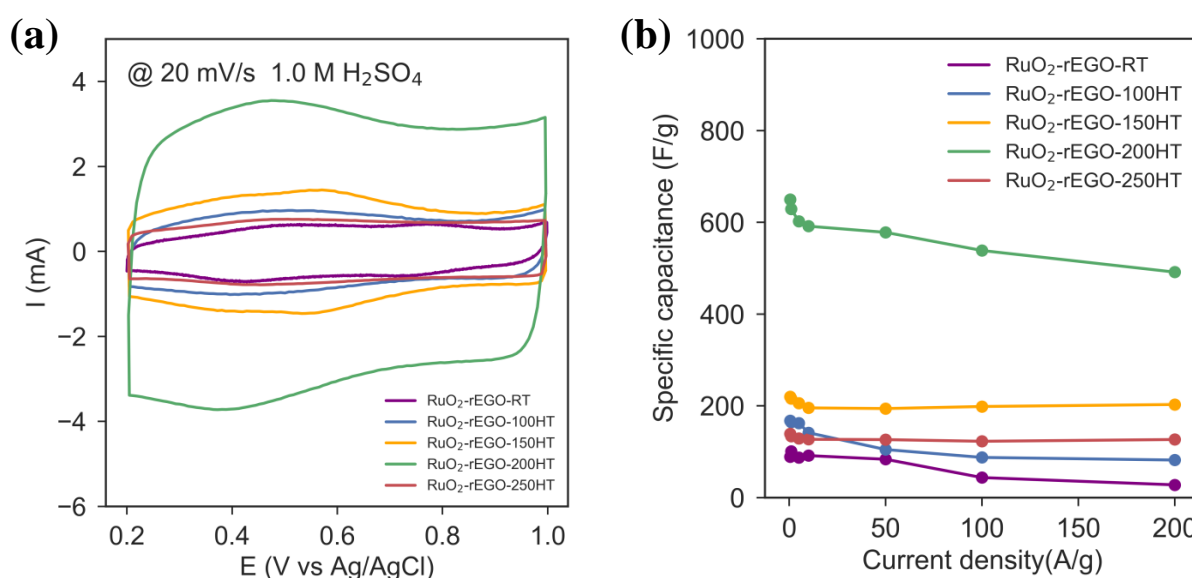 (a)
@ 20 mV/s 1.0 M H₂SO₄
I (mA)
4
2
0
−2
−4
−6
RuO₂-rEGO-RT
RuO₂-rEGO-100HT
RuO₂-rEGO-150HT
RuO₂-rEGO-200HT
RuO₂-rEGO-250HT
0.2 0.4 0.6 0.8 1.0
E (V vs Ag/AgCl)
(b)
Specific capacitance (F/g)
1000
800
600
400
200
0
RuO₂-rEGO-RT
RuO₂-rEGO-100HT
RuO₂-rEGO-150HT
RuO₂-rEGO-200HT
RuO₂-rEGO-250HT
0 50 100 150 200
Current density(A/g)